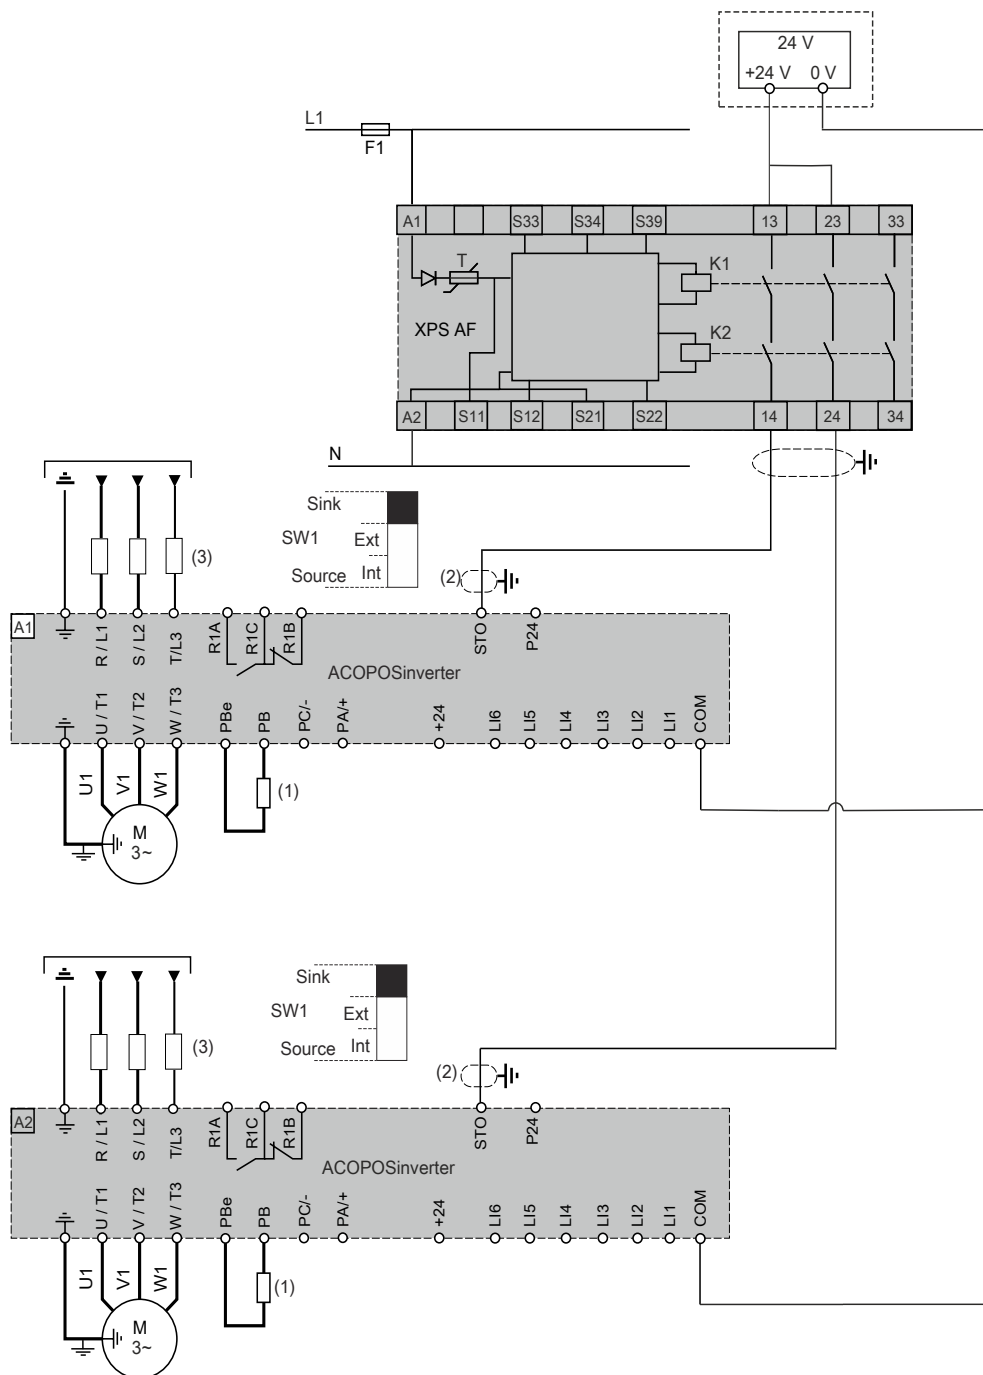 24 V
+24 V 0 V
L1
F1
A1 S33 S34 S39 13 23 33
T
K1
XPS AF
K2
A2 S11 S12 S21 S22 14 24 34
N
Sink
SW1 Ext
Source Int
(3)
(2)
A1
R / L1
S / L2
T/L3
R1A
R1C
R1B
STO
P24
ACOPOSinverter
U / T1
V / T2
W / T3
PBe
PB
PC/-
PA/+
+24
LI6
LI5
LI4
LI3
LI2
LI1
COM
U1
V1
W1
(1)
M
3~
Sink
SW1 Ext
Source Int
(3)
(2)
A2
R / L1
S / L2
T/L3
R1A
R1C
R1B
STO
P24
ACOPOSinverter
U / T1
V / T2
W / T3
PBe
PB
PC/-
PA/+
+24
LI6
LI5
LI4
LI3
LI2
LI1
COM
U1
V1
W1
(1)
M
3~